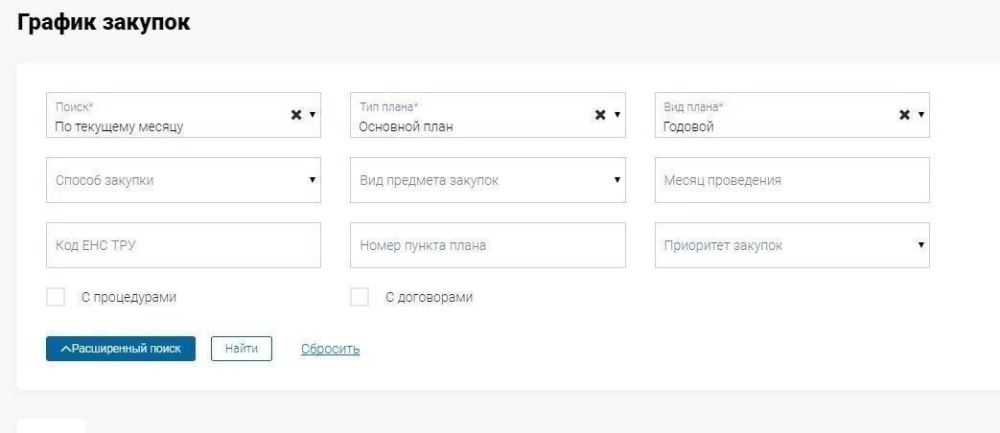 График закупок
Поиск* Тип плана* Вид плана*
По текущему месяцу Основной план Годовой
Способ закупки Вид предмета закупок Месяц проведения
Код ЕНС ТРУ Номер пункта плана Приоритет закупок
С процедурами С договорами
Расширенный поиск Найти Сбросить